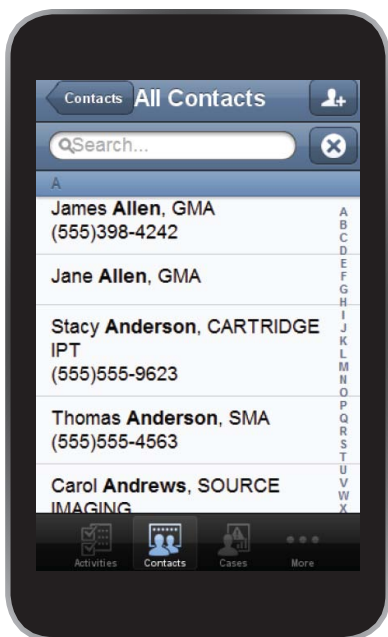 Contacts All Contacts
Search...
A
James Allen, GMA
(555)398-4242
Jane Allen, GMA
Stacy Anderson, CARTRIDGE
IPT
(555)555-9623
Thomas Anderson, SMA
(555)555-4563
Carol Andrews, SOURCE
IMAGING
A
B
C
D
E
F
G
H
I
J
K
L
M
N
O
P
Q
R
S
T
U
V
W
X
Activities Contacts Cases More